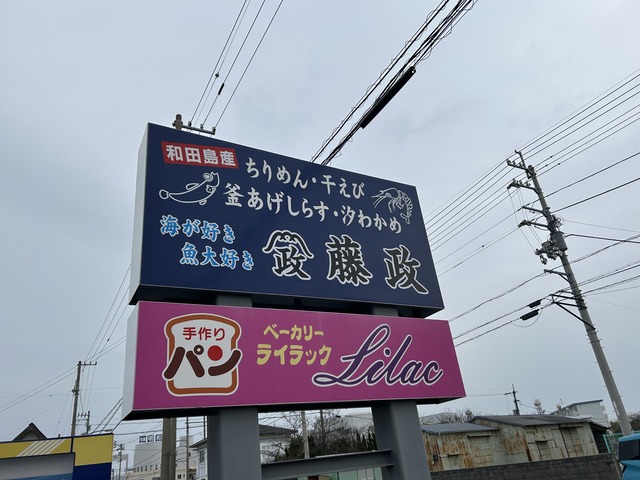 和田島産
ちりめん・干えび
釜あげしらす・汐わかめ
海が好き
魚大好き
政 藤政
手作り
パン
ベーカリー
ライラック
Lilac